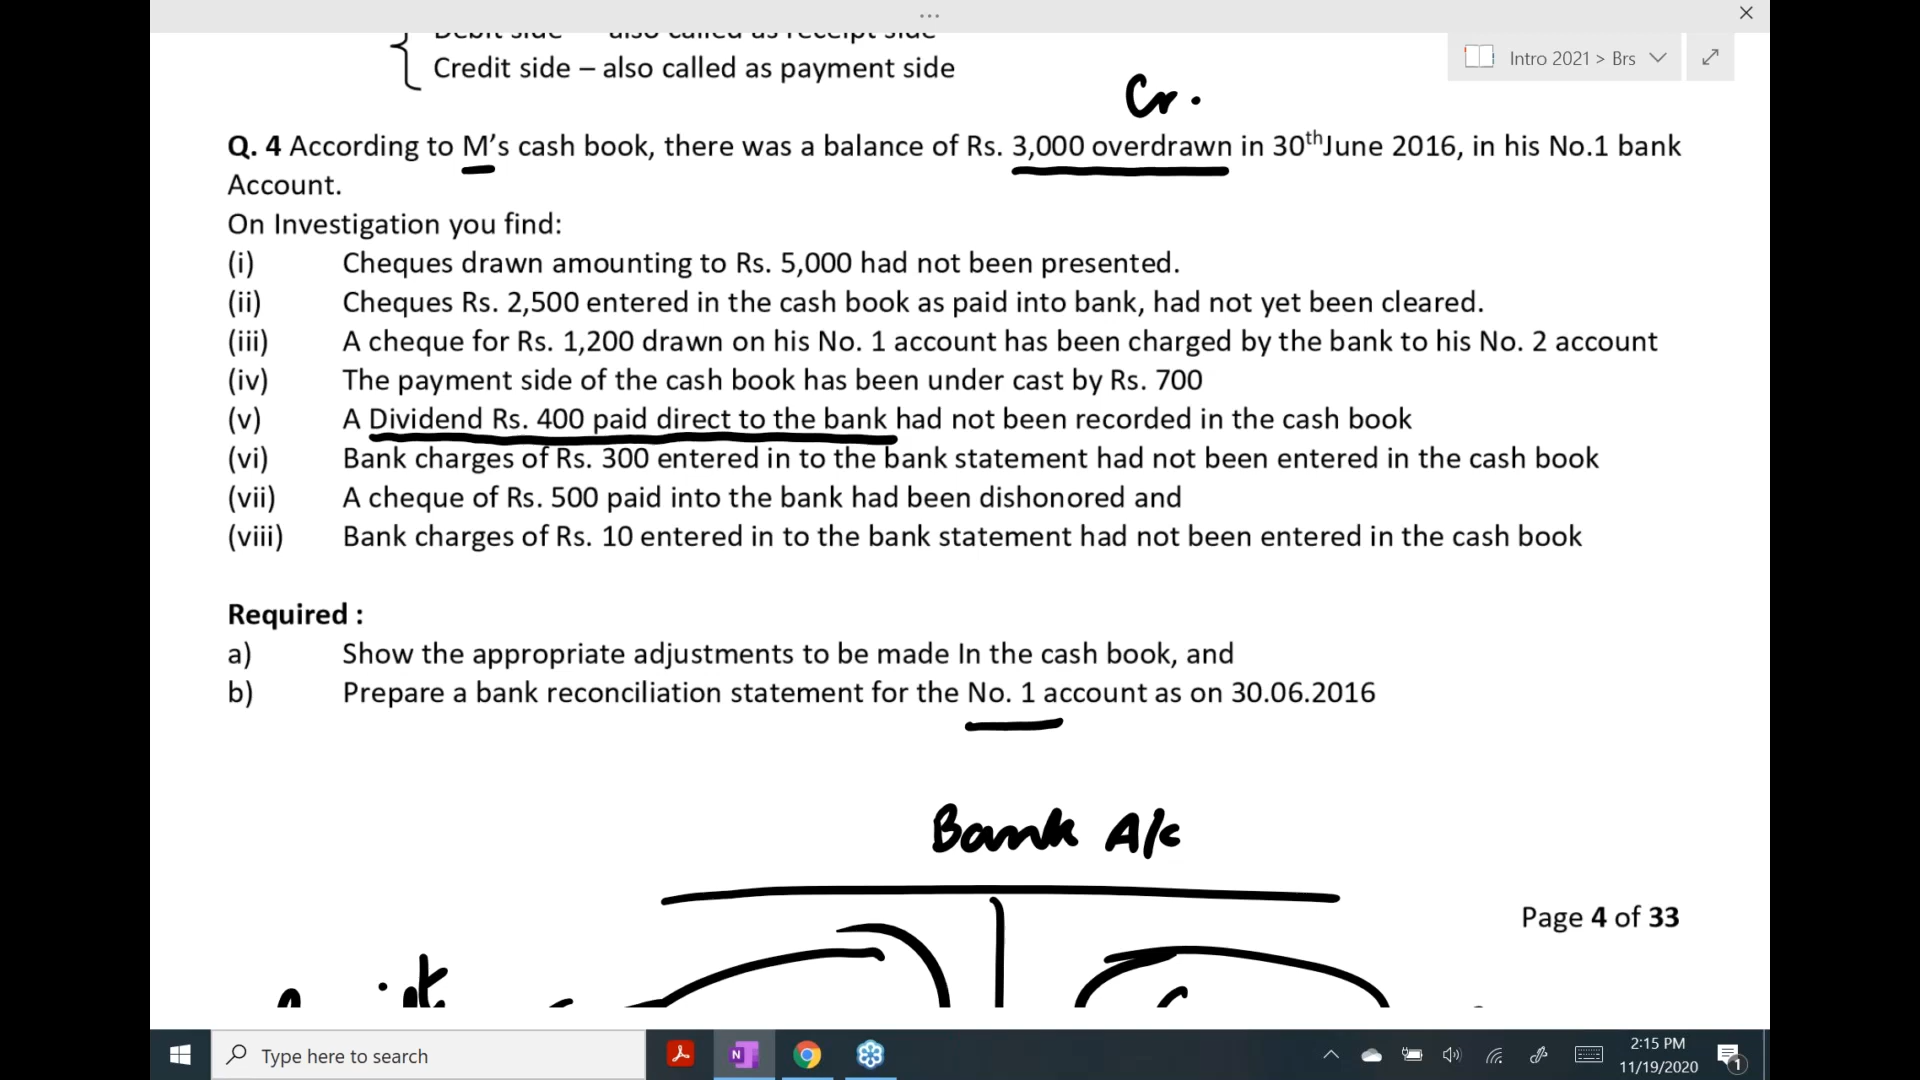 Debit side – also called as receipt side
Intro 2021 > Brs
Credit side – also called as payment side
Cr.
Q. 4 According to M’s cash book, there was a balance of Rs. 3,000 overdrawn in 30thJune 2016, in his No.1 bank
Account.
On Investigation you find:
(i) Cheques drawn amounting to Rs. 5,000 had not been presented.
(ii) Cheques Rs. 2,500 entered in the cash book as paid into bank, had not yet been cleared.
(iii) A cheque for Rs. 1,200 drawn on his No. 1 account has been charged by the bank to his No. 2 account
(iv) The payment side of the cash book has been under cast by Rs. 700
(v) A Dividend Rs. 400 paid direct to the bank had not been recorded in the cash book
(vi) Bank charges of Rs. 300 entered in to the bank statement had not been entered in the cash book
(vii) A cheque of Rs. 500 paid into the bank had been dishonored and
(viii) Bank charges of Rs. 10 entered in to the bank statement had not been entered in the cash book
Required :
a) Show the appropriate adjustments to be made In the cash book, and
b) Prepare a bank reconciliation statement for the No. 1 account as on 30.06.2016
Bank A/c
Page 4 of 33
Type here to search
N
2:15 PM
11/19/2020
1